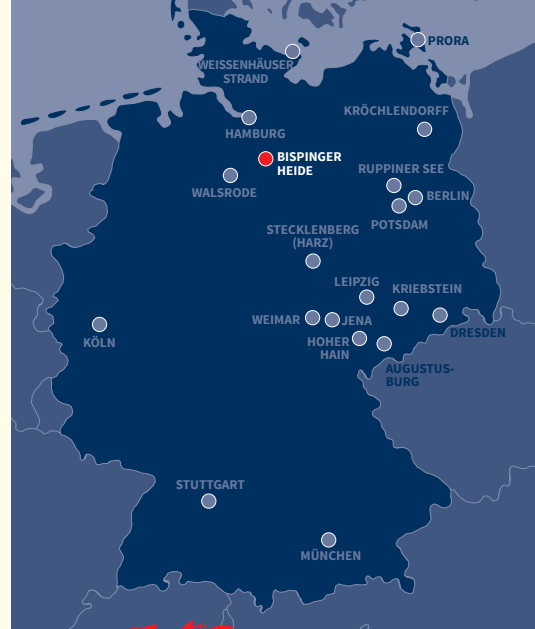 PRORA
WEISSENHÄUSER
STRAND
KRÖCHLENDORFF
HAMBURG
BISPINGER
HEIDE
RUPPINER SEE
WALSRODE
BERLIN
POTSDAM
STECKLENBERG
(HARZ)
LEIPZIG
KRIEBSTEIN
WEIMAR
JENA
DRESDEN
HOHER
HAIN
KÖLN
AUGUSTUS-
BURG
STUTTGART
MÜNCHEN